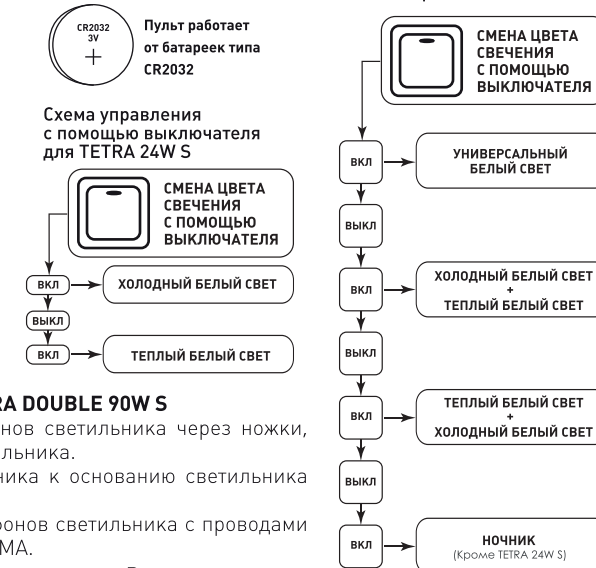 CR2032
3V
+
Пульт работает
от батареек типа
CR2032
Схема управления
с помощью выключателя
для TETRA 24W S
СМЕНА ЦВЕТА
СВЕЧЕНИЯ
С ПОМОЩЬЮ
ВЫКЛЮЧАТЕЛЯ
ВКЛ
ХОЛОДНЫЙ БЕЛЫЙ СВЕТ
ВЫКЛ
ВКЛ
ТЕПЛЫЙ БЕЛЫЙ СВЕТ
RA DOUBLE 90W S
нов светильника через ножки,
льника.
ника к основанию светильника
фонов светильника с проводами
МА.
СМЕНА ЦВЕТА
СВЕЧЕНИЯ
С ПОМОЩЬЮ
ВЫКЛЮЧАТЕЛЯ
ВКЛ
УНИВЕРСАЛЬНЫЙ
БЕЛЫЙ СВЕТ
ВЫКЛ
ВКЛ
ХОЛОДНЫЙ БЕЛЫЙ СВЕТ
+
ТЕПЛЫЙ БЕЛЫЙ СВЕТ
ВЫКЛ
ВКЛ
ТЕПЛЫЙ БЕЛЫЙ СВЕТ
+
ХОЛОДНЫЙ БЕЛЫЙ СВЕТ
ВЫКЛ
ВКЛ
НОЧНИК
(Кроме TETRA 24W S)